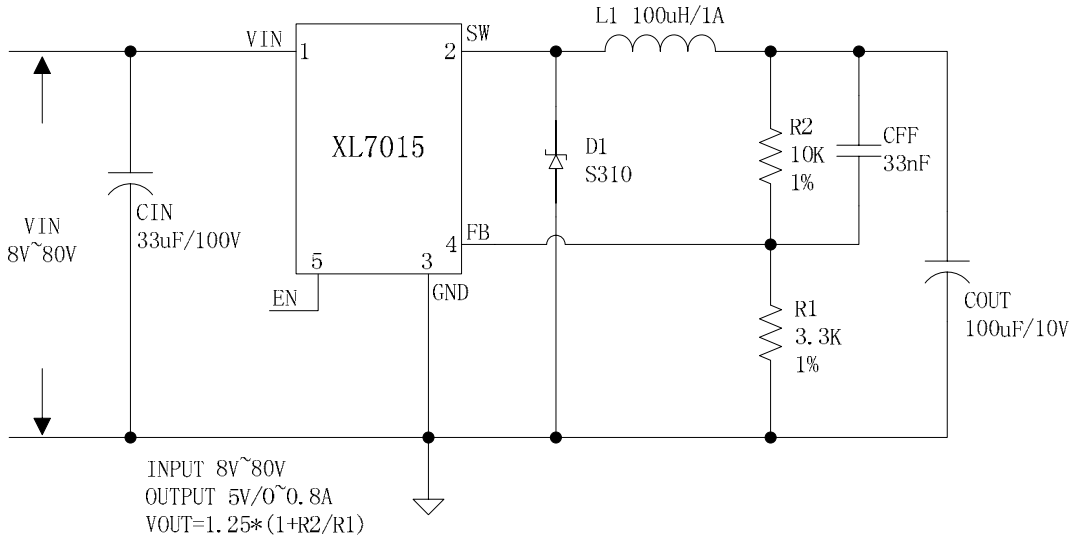 L1 100uH/1A
VIN
SW
1
2
XL7015
D1
S310
R2
10K
1%
CFF
33nF
CIN
33uF/100V
VIN
8V~80V
4
FB
5
3
EN
GND
R1
3.3K
1%
COUT
100uF/10V
INPUT 8V~80V
OUTPUT 5V/0~0.8A
VOUT=1.25*(1+R2/R1)